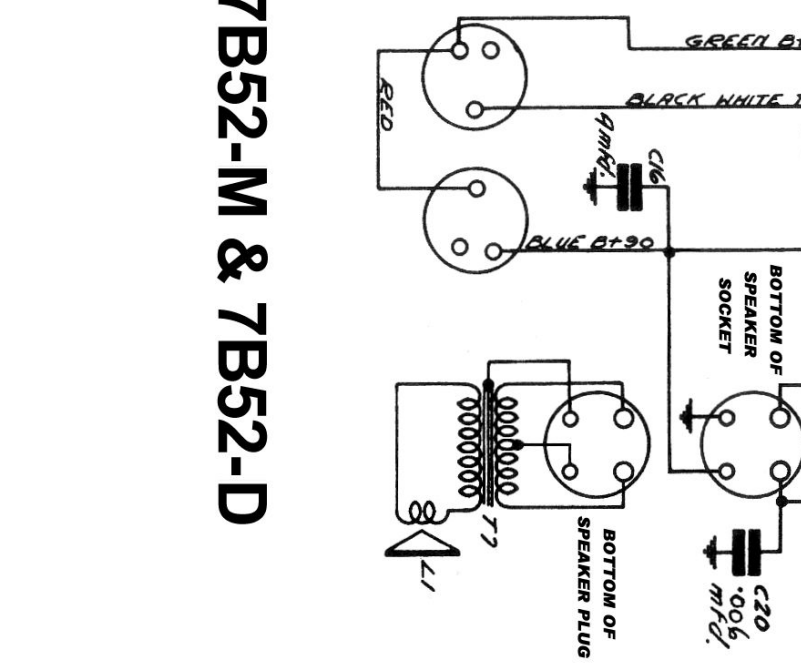 7B52-M & 7B52-D
GREEN B+
RED
BLACK WHITE
C16
4 mfd.
BLUE B+90
BOTTOM OF
SPEAKER
SOCKET
T7
L1
BOTTOM OF
SPEAKER PLUG
C20
.006
mfd.